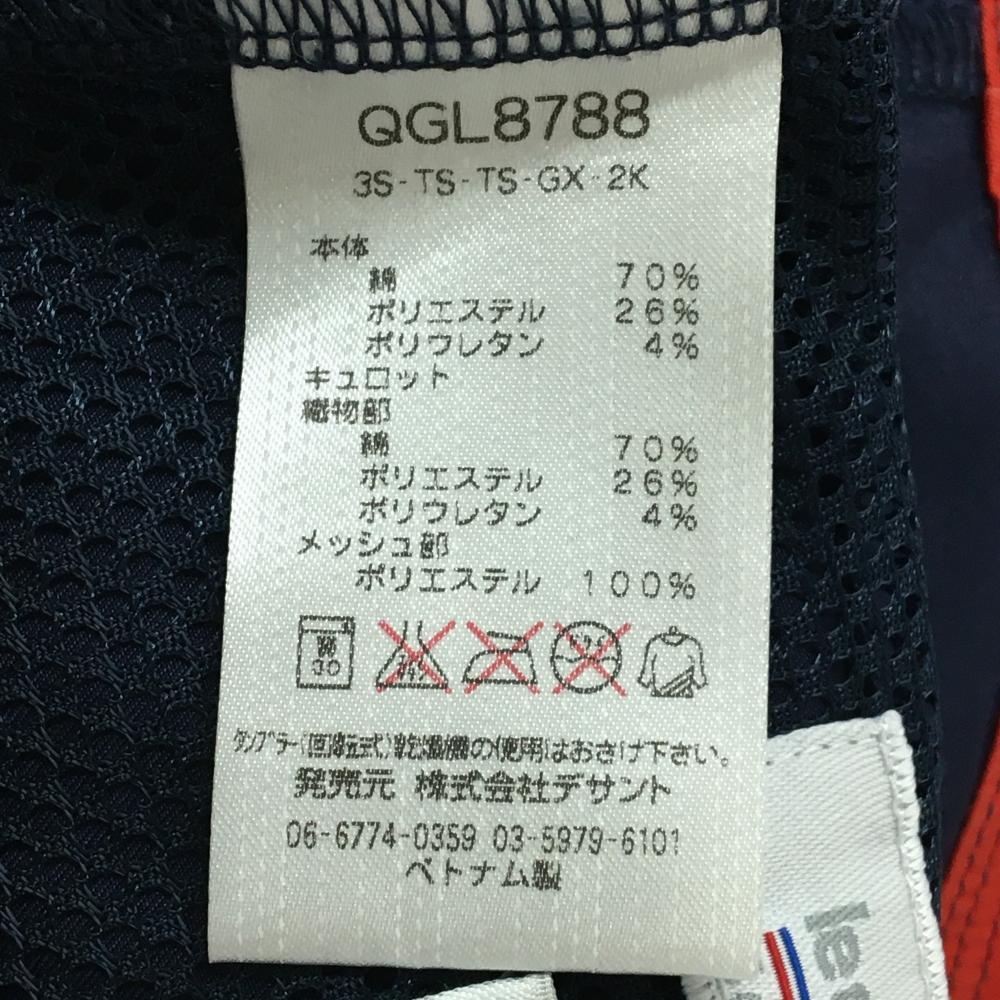 QGL8788
3S-TS-TS-GX-2K
本体
綿 70%
ポリエステル 26%
ポリウレタン 4%
キュロット
織物部
綿 70%
ポリエステル 26%
ポリウレタン 4%
メッシュ部
ポリエステル 100%
弱
30
タンブラー(回転式)乾燥機の使用はおさけ下さい。
発売元 株式会社デサント
06-6774-0359 03-5979-6101
ベトナム製
le